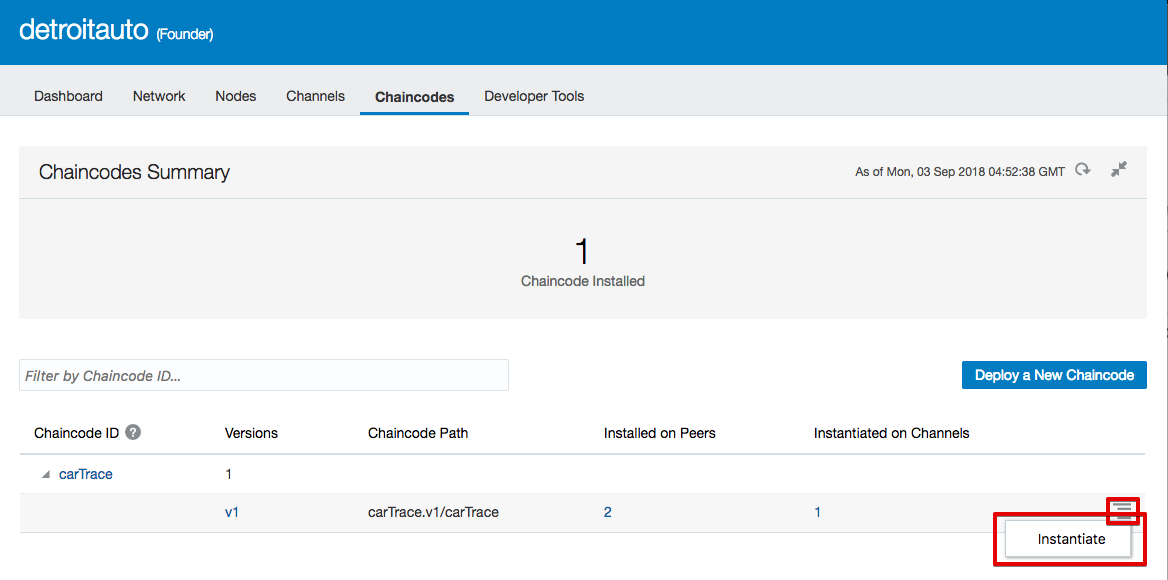 detroitauto (Founder)
Dashboard Network Nodes Channels Chaincodes Developer Tools
Chaincodes Summary As of Mon, 03 Sep 2018 04:52:38 GMT
1
Chaincode Installed
Filter by Chaincode ID... Deploy a New Chaincode
Chaincode ID ? Versions Chaincode Path Installed on Peers Instantiated on Channels
carTrace 1
v1 carTrace.v1/carTrace 2 1
Instantiate